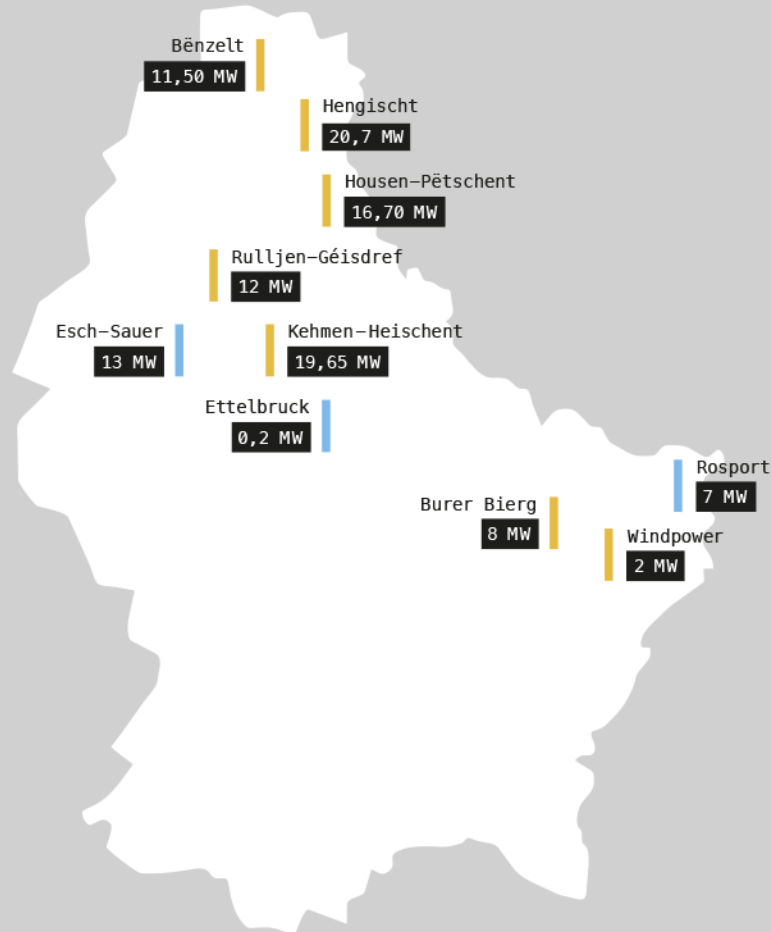 Bënzelt
11,50 MW
Hengischt
20,7 MW
Housen-Pëtschent
16,70 MW
Rulljen-Géisdref
12 MW
Esch-Sauer
13 MW
Kehmen-Heischent
19,65 MW
Ettelbruck
0,2 MW
Rosport
7 MW
Burer Bierg
8 MW
Windpower
2 MW